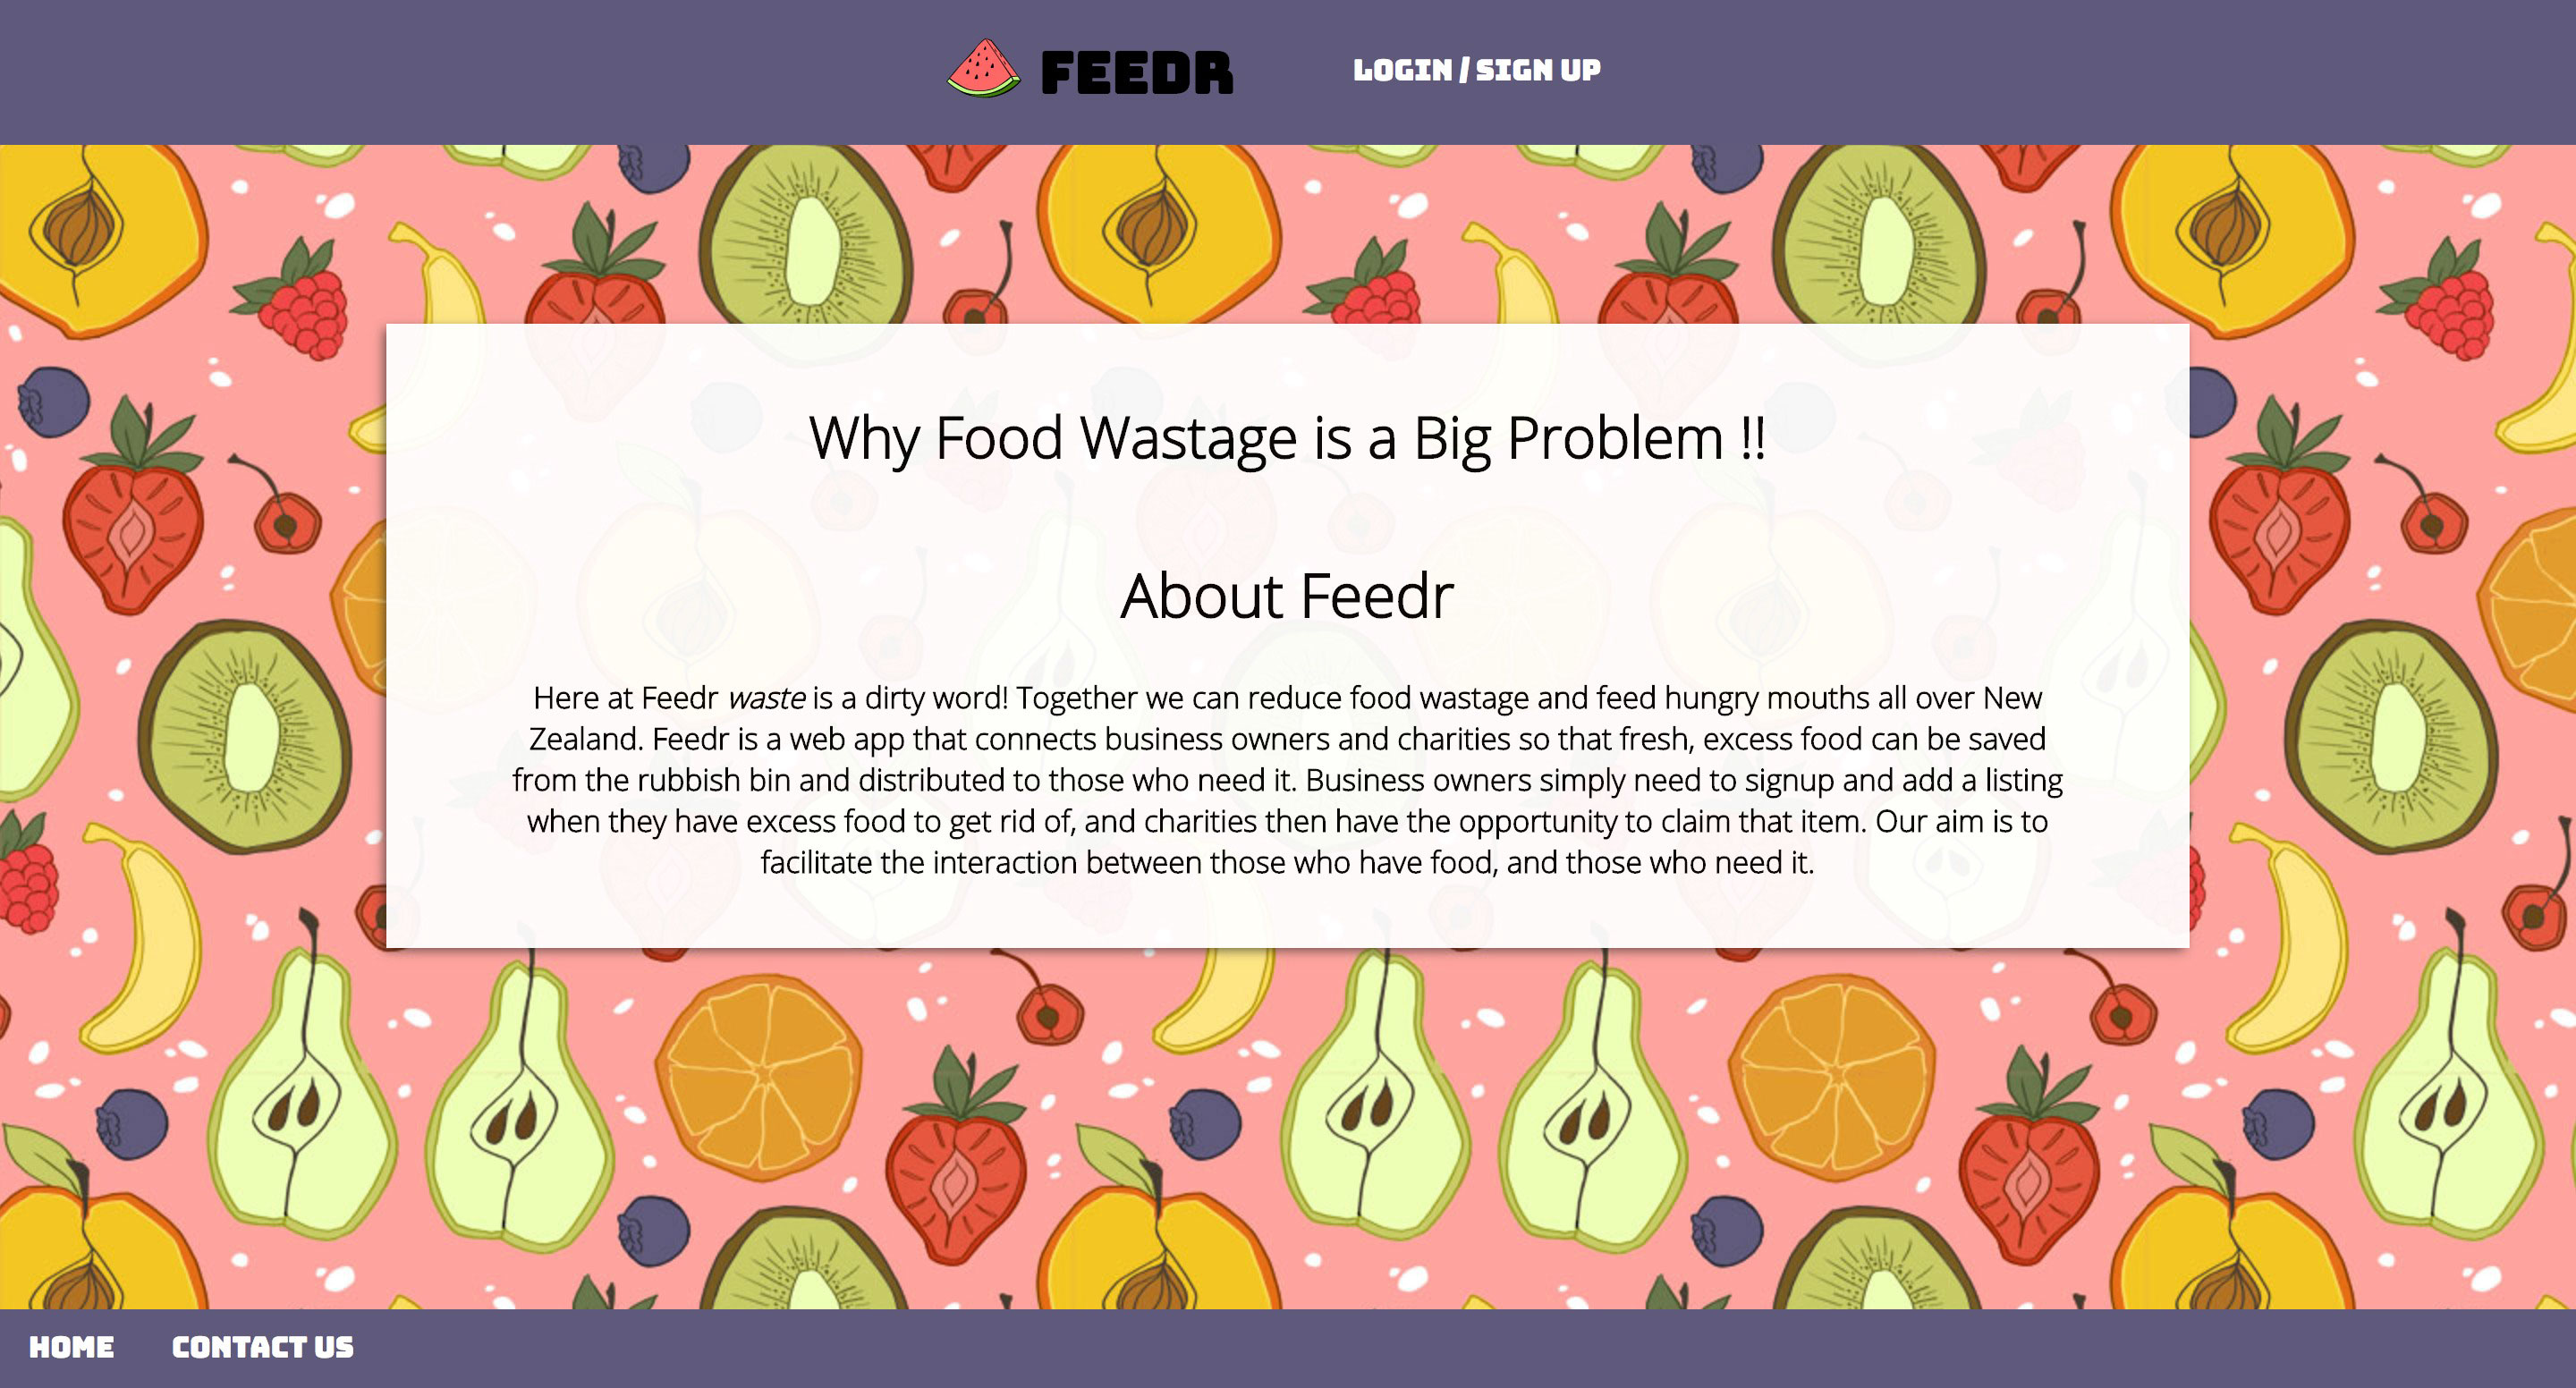 FEEDR
LOGIN / SIGN UP
Why Food Wastage is a Big Problem !!
About Feedr
Here at Feedr waste is a dirty word! Together we can reduce food wastage and feed hungry mouths all over New
Zealand. Feedr is a web app that connects business owners and charities so that fresh, excess food can be saved
from the rubbish bin and distributed to those who need it. Business owners simply need to signup and add a listing
when they have excess food to get rid of, and charities then have the opportunity to claim that item. Our aim is to
facilitate the interaction between those who have food, and those who need it.
HOME
CONTACT US